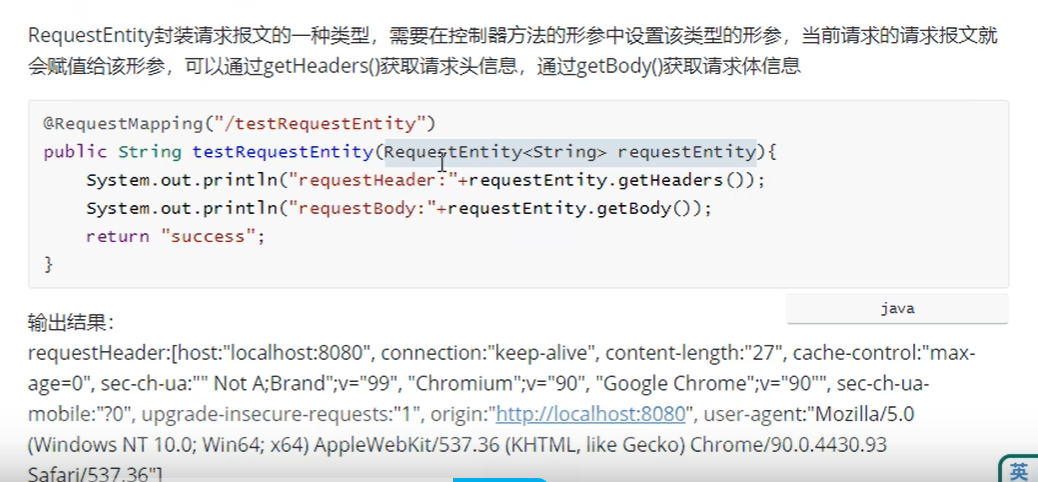 RequestEntity封装请求报文的一种类型，需要在控制器方法的形参中设置该类型的形参，当前请求的请求报文就
会赋值给该形参，可以通过getHeaders()获取请求头信息，通过getBody()获取请求体信息
@RequestMapping("/testRequestEntity")
public String testRequestEntity(RequestEntity<String> requestEntity){
    System.out.println("requestHeader:"+requestEntity.getHeaders());
    System.out.println("requestBody:"+requestEntity.getBody());
    return "success";
}
java
输出结果：
requestHeader:[host:"localhost:8080", connection:"keep-alive", content-length:"27", cache-control:"max-
age=0", sec-ch-ua:"" Not A;Brand";v="99", "Chromium";v="90", "Google Chrome";v="90"", sec-ch-ua-
mobile:"?0", upgrade-insecure-requests:"1", origin:"http://localhost:8080", user-agent:"Mozilla/5.0
(Windows NT 10.0; Win64; x64) AppleWebKit/537.36 (KHTML, like Gecko) Chrome/90.0.4430.93
Safari/537.36"]
英